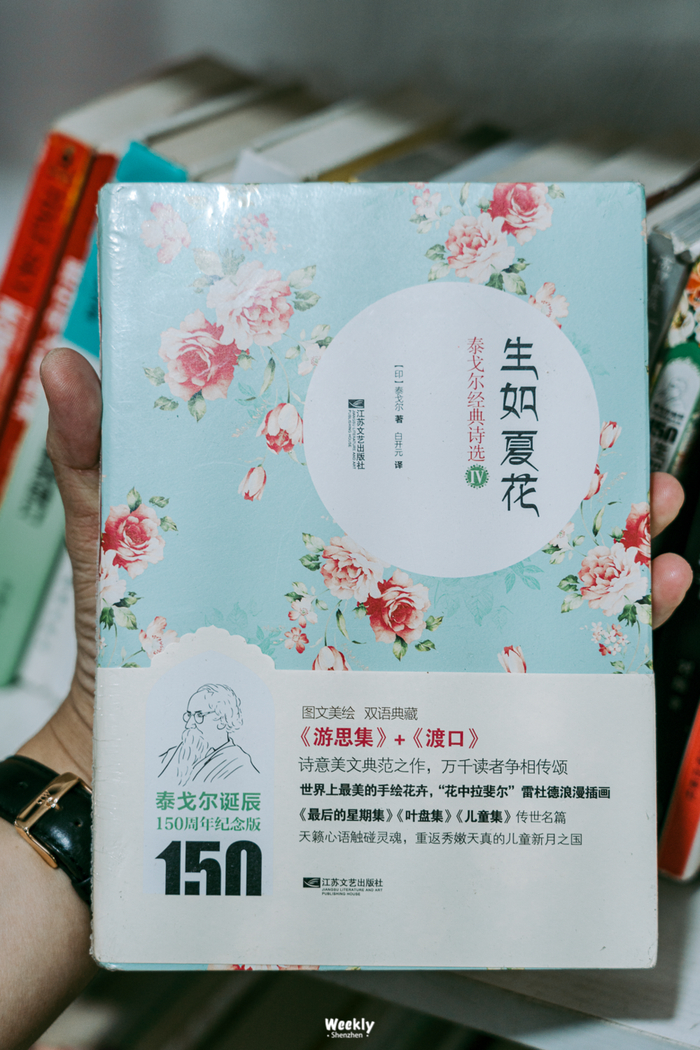 生如夏花
泰戈尔经典诗选
IV
[印] 泰戈尔 著 白开元 译
江苏文艺出版社
JIANGSU LITERATURE AND ART
PUBLISHING HOUSE
图文美绘 双语典藏
《游思集》+《渡口》
诗意美文典范之作，万千读者争相传颂
世界上最美的手绘花卉，“花中拉斐尔”雷杜德浪漫插画
《最后的星期集》《叶盘集》《儿童集》传世名篇
天籁心语触碰灵魂，重返秀嫩天真的儿童新月之国
泰戈尔诞辰
150周年纪念版
150
江苏文艺出版社
JIANGSU LITERATURE AND ART
PUBLISHING HOUSE
Weekly
· Shenzhen ·